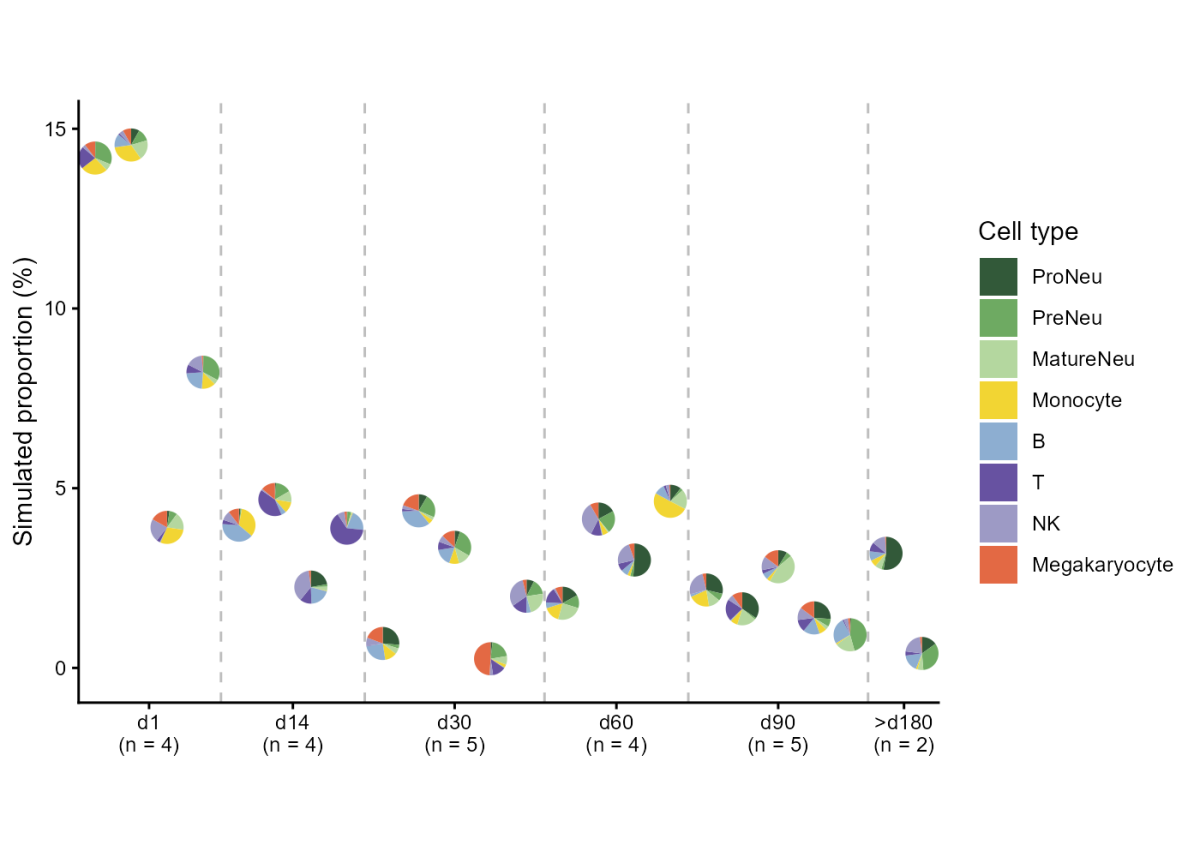 Simulated proportion (%)
15
10
5
0
d1
(n = 4)
d14
(n = 4)
d30
(n = 5)
d60
(n = 4)
d90
(n = 5)
>d180
(n = 2)
Cell type
ProNeu
PreNeu
MatureNeu
Monocyte
B
T
NK
Megakaryocyte